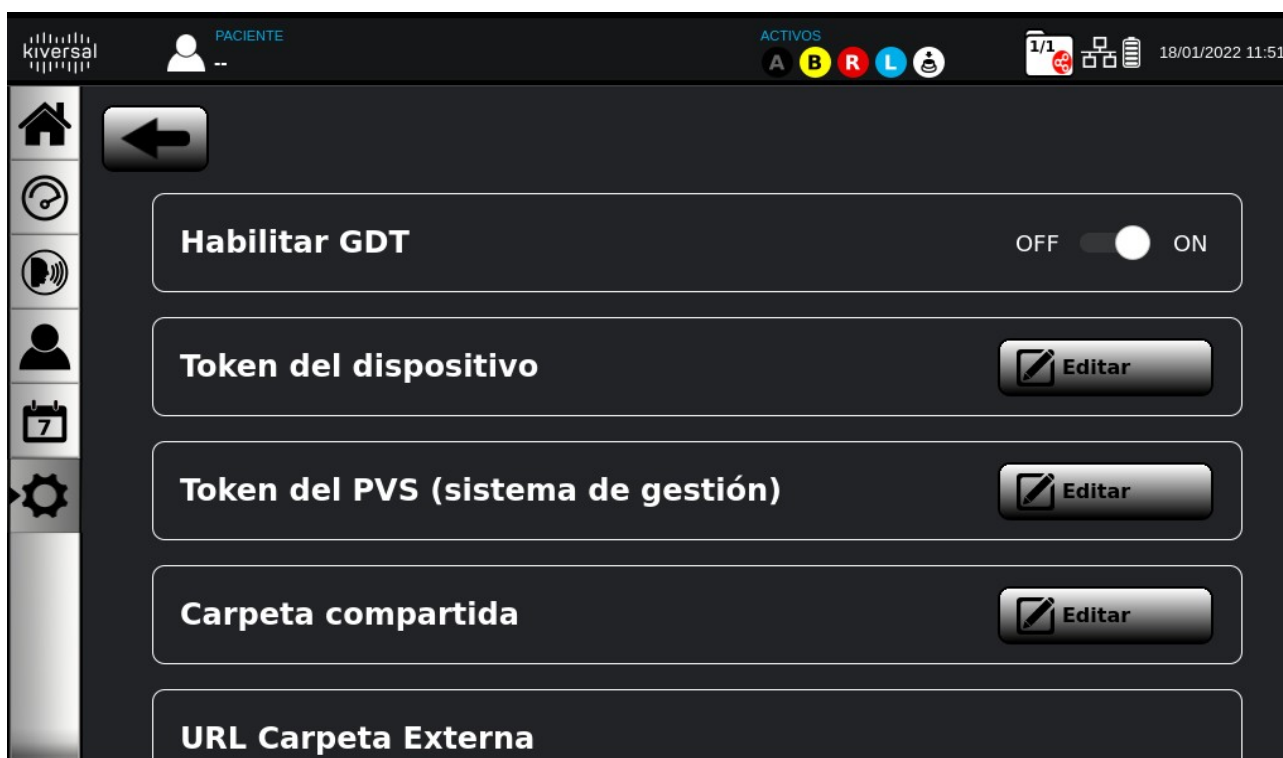 kiversal
PACIENTE
--
ACTIVOS
A B R L
1/1
18/01/2022 11:51
Habilitar GDT
OFF ON
Token del dispositivo
Editar
7
Token del PVS (sistema de gestión)
Editar
Carpeta compartida
Editar
URL Carpeta Externa